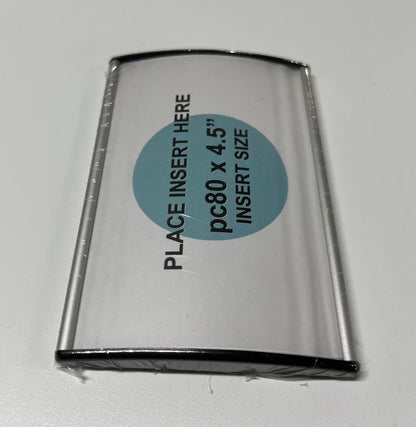 PLACE INSERT HERE
pc80 x 4.5”
INSERT SIZE